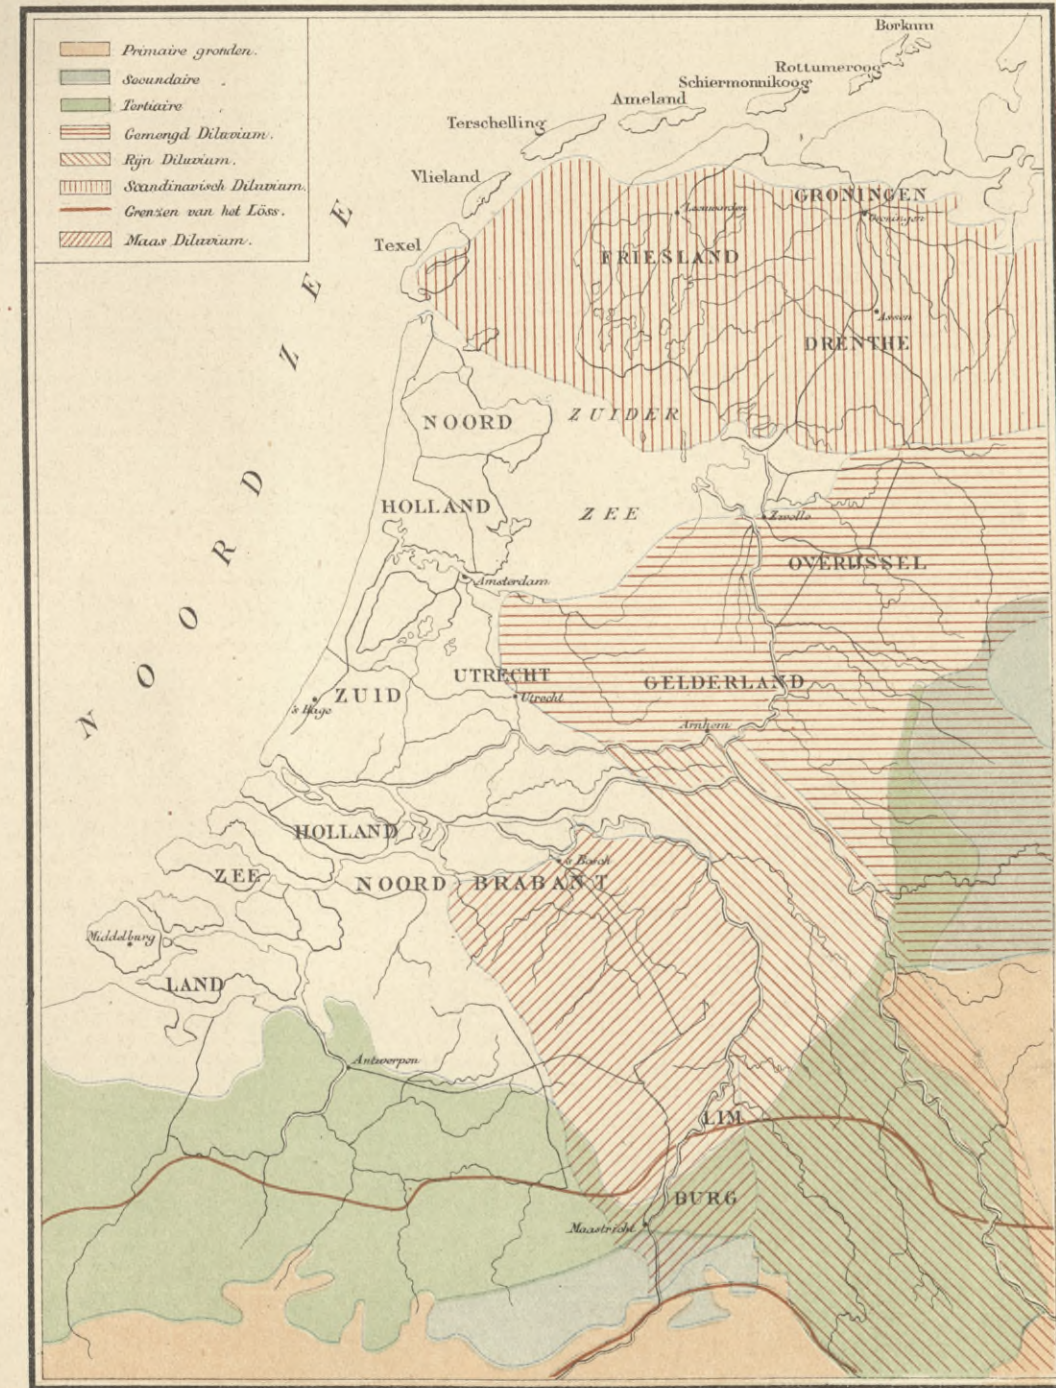 Primaire gronden.
Secundaire "
Tertiaire "
Gemengd Diluvium.
Rijn Diluvium.
Scandinavisch Diluvium.
Grenzen van het Löss.
Maas Diluvium.
Borkum
Rottumeroog
Schiermonnikoog
Ameland
Terschelling
Vlieland
Texel
NOORDZEE
GRONINGEN
Groningen
Leeuwarden
FRIESLAND
Assen
DRENTHE
ZUIDER
ZEE
NOORD
HOLLAND
Zwolle
OVERIJSSEL
Amsterdam
UTRECHT
Utrecht
GELDERLAND
Arnhem
ZUID
's Hage
HOLLAND
's Bosch
ZEE
NOORD BRABANT
Middelburg
LAND
Antwerpen
LIM
BURG
Maastricht